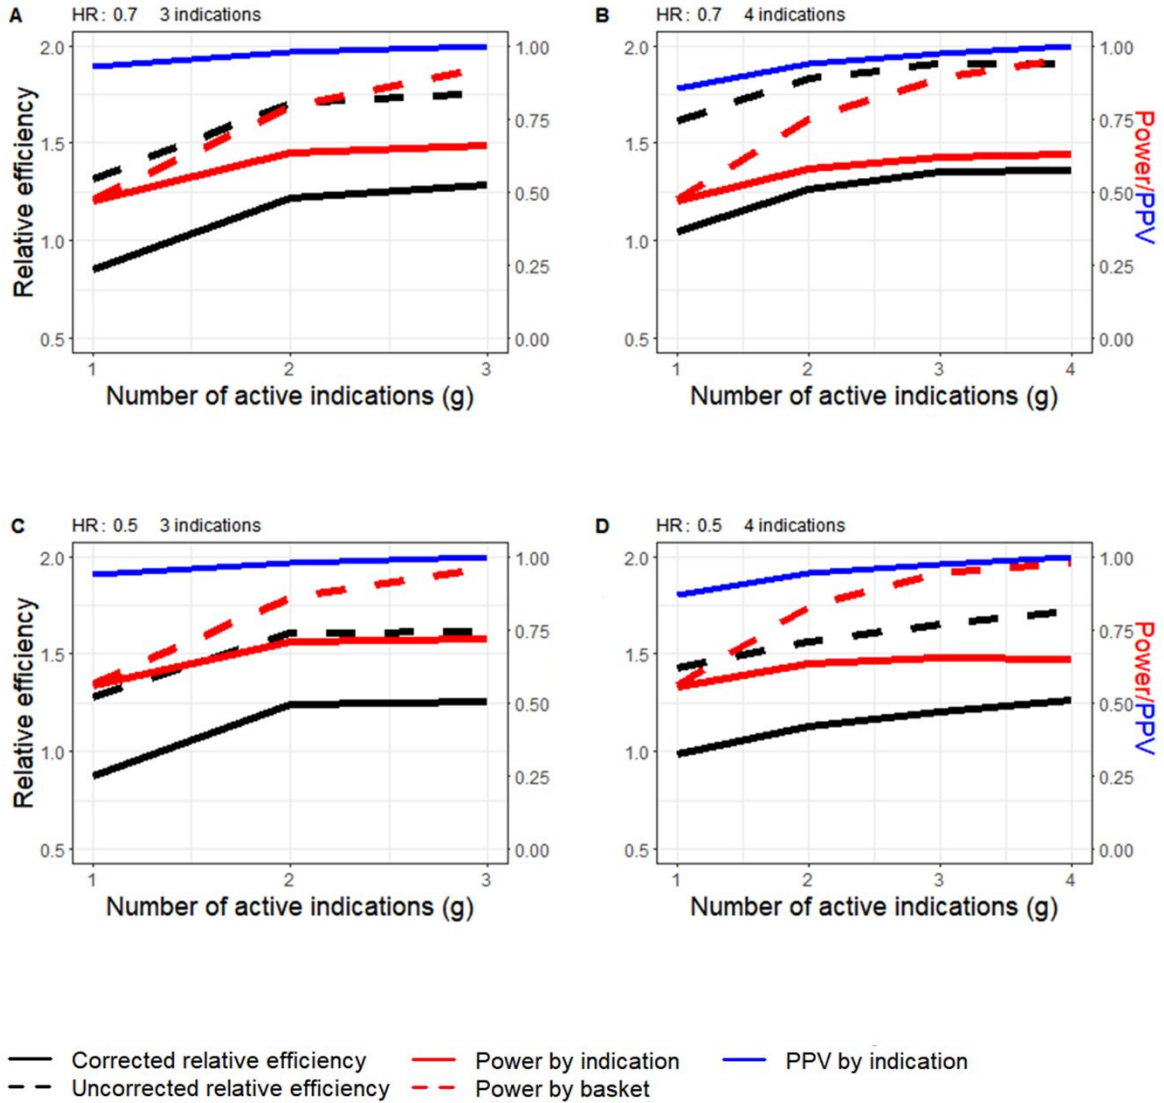 A HR: 0.7 3 indications
2.0
1.5
1.0
0.5
Relative efficiency
1.00
0.75
0.50
0.25
0.00
1 2 3
Number of active indications (g)
B HR: 0.7 4 indications
2.0
1.5
1.0
0.5
1.00
0.75
0.50
0.25
0.00
Power/PPV
1 2 3 4
Number of active indications (g)
C HR: 0.5 3 indications
2.0
1.5
1.0
0.5
Relative efficiency
1.00
0.75
0.50
0.25
0.00
1 2 3
Number of active indications (g)
D HR: 0.5 4 indications
2.0
1.5
1.0
0.5
1.00
0.75
0.50
0.25
0.00
Power/PPV
1 2 3 4
Number of active indications (g)
Corrected relative efficiency
Uncorrected relative efficiency
Power by indication
Power by basket
PPV by indication